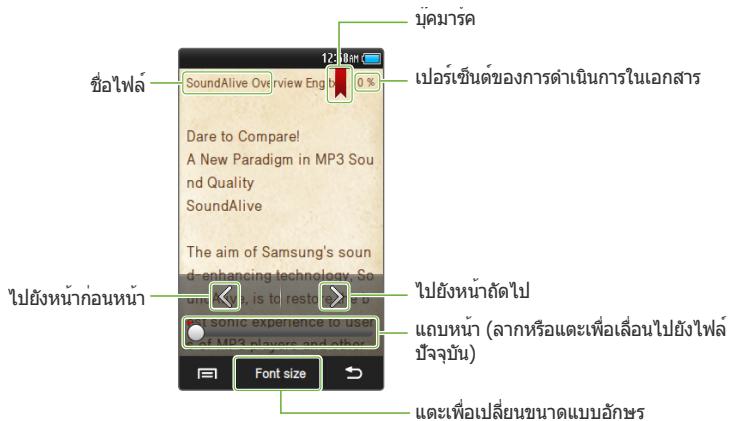 บุ๊คมาร์ค
ชื่อไฟล์
SoundAlive Overview Eng
0 %
เปอร์เซ็นต์ของการดำเนินการในเอกสาร
Dare to Compare!
A New Paradigm in MP3 Sou
nd Quality
SoundAlive
The aim of Samsung's soun
d-enhancing technology, So
is to restore
ไปยังหน้าก่อนหน้า
ไปยังหน้าถัดไป
sonic experience to user
of MP3 players and other
แถบหน้า (ลากหรือแตะเพื่อเลื่อนไปยังไฟล์
ปัจจุบัน)
Font size
แตะเพื่อเปลี่ยนขนาดแบบอักษร